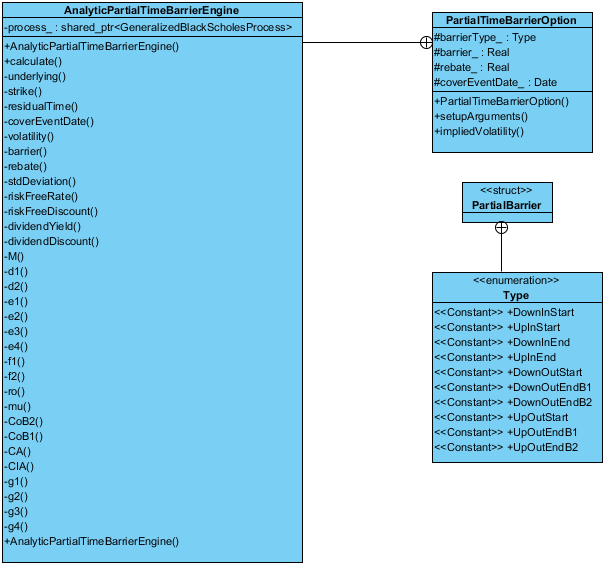 AnalyticPartialTimeBarrierEngine
-process_ : shared_ptr<GeneralizedBlackScholesProcess>
+AnalyticPartialTimeBarrierEngine()
+calculate()
-underlying()
-strike()
-residualTime()
-coverEventDate()
-volatility()
-barrier()
-rebate()
-stdDeviation()
-riskFreeRate()
-riskFreeDiscount()
-dividendYield()
-dividendDiscount()
-M()
-d1()
-d2()
-e1()
-e2()
-e3()
-e4()
-f1()
-f2()
-ro()
-mu()
-CoB2()
-CoB1()
-CA()
-CIA()
-g1()
-g2()
-g3()
-g4()
+AnalyticPartialTimeBarrierEngine()
PartialTimeBarrierOption
#barrierType_ : Type
#barrier_ : Real
#rebate_ : Real
#coverEventDate_ : Date
+PartialTimeBarrierOption()
+setupArguments()
+impliedVolatility()
<<struct>>
PartialBarrier
<<enumeration>>
Type
<<Constant>> +DownInStart
<<Constant>> +UpInStart
<<Constant>> +DownInEnd
<<Constant>> +UpInEnd
<<Constant>> +DownOutStart
<<Constant>> +DownOutEndB1
<<Constant>> +DownOutEndB2
<<Constant>> +UpOutStart
<<Constant>> +UpOutEndB1
<<Constant>> +UpOutEndB2